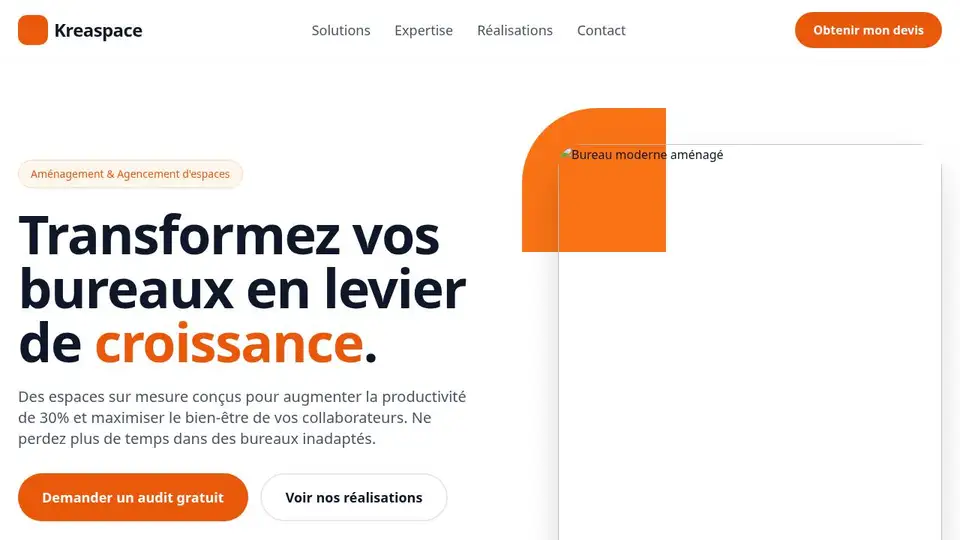 Kreaspace
Solutions
Expertise
Réalisations
Contact
Obtenir mon devis
Aménagement & Agencement d'espaces
Transformez vos
bureaux en levier
de croissance.
Des espaces sur mesure conçus pour augmenter la productivité
de 30% et maximiser le bien-être de vos collaborateurs. Ne
perdez plus de temps dans des bureaux inadaptés.
Demander un audit gratuit
Voir nos réalisations
Bureau moderne aménagé